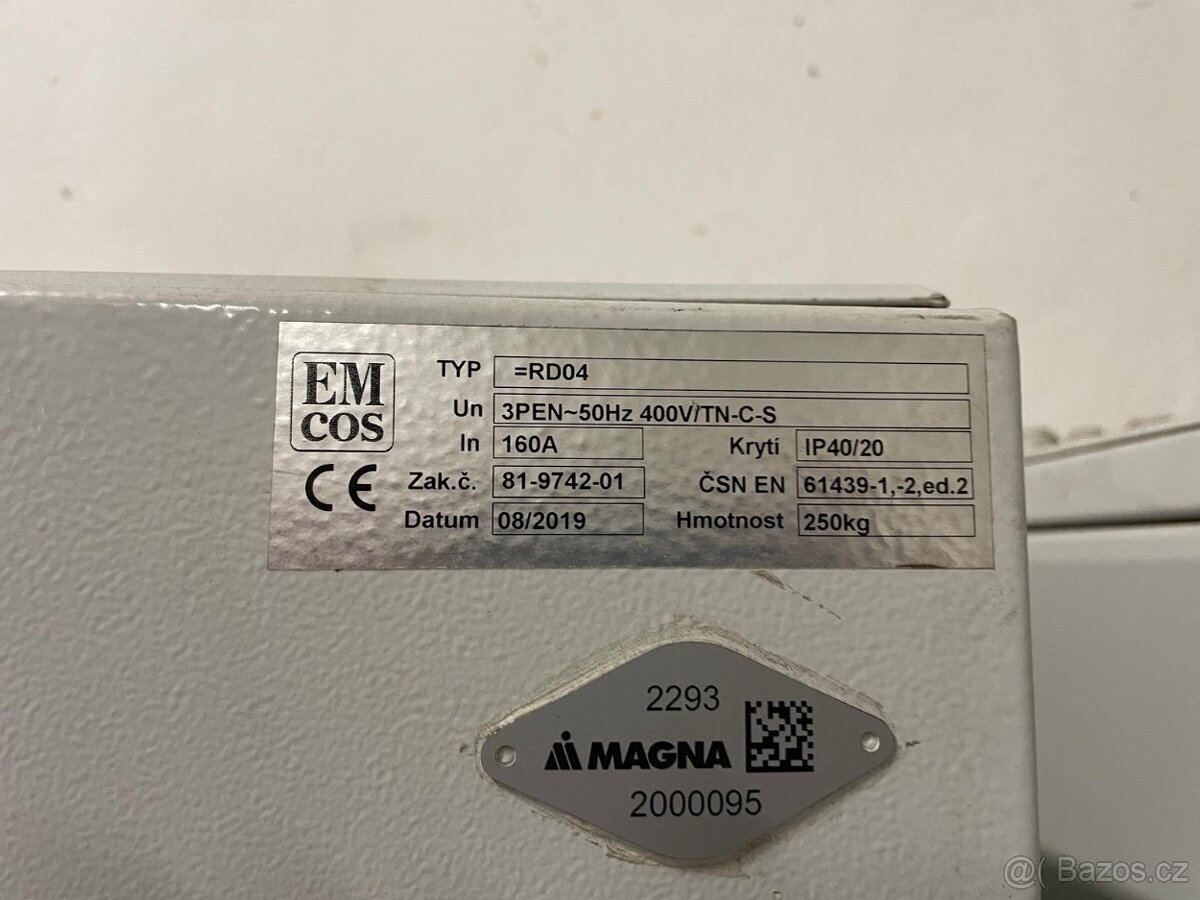 EM
COS
CE
TYP =RD04
Un 3PEN~50Hz 400V/TN-C-S
In 160A Krytí IP40/20
Zak.č. 81-9742-01 ČSN EN 61439-1,-2,ed.2
Datum 08/2019 Hmotnost 250kg
2293
MAGNA
2000095
@( Bazos.cz